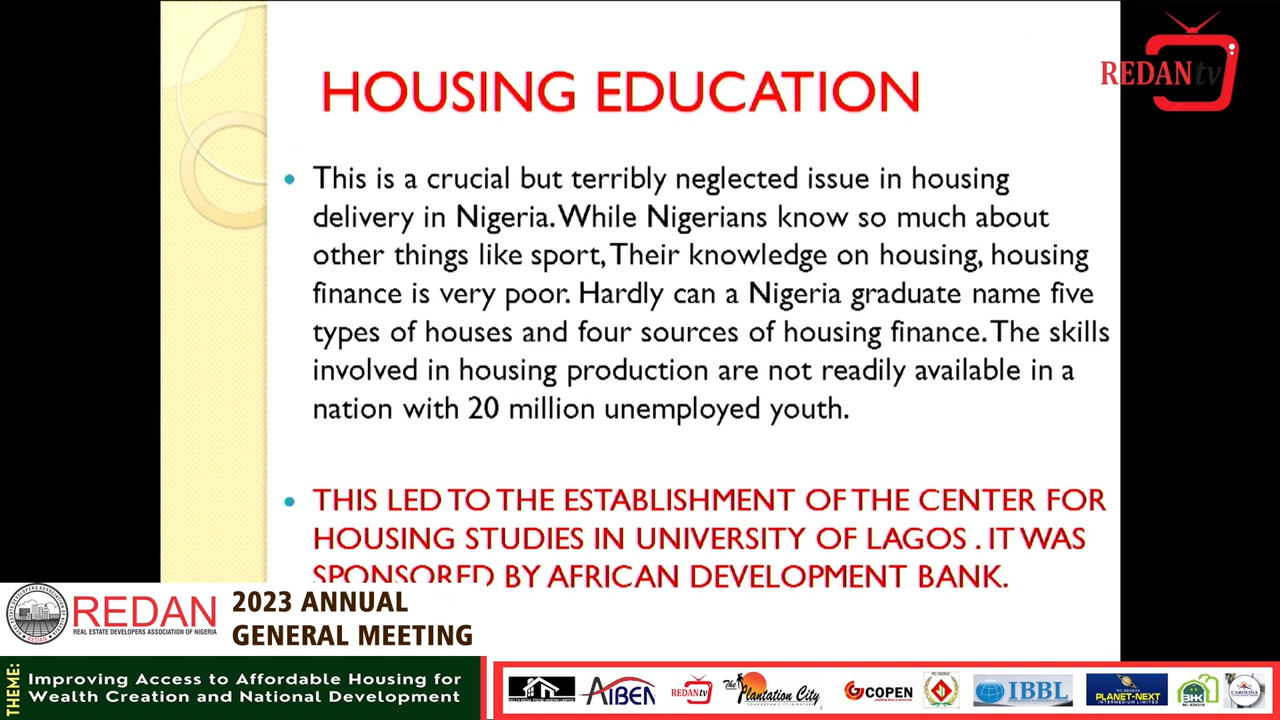 HOUSING EDUCATION
REDANtv
This is a crucial but terribly neglected issue in housing
delivery in Nigeria. While Nigerians know so much about
other things like sport, Their knowledge on housing, housing
finance is very poor. Hardly can a Nigeria graduate name five
types of houses and four sources of housing finance. The skills
involved in housing production are not readily available in a
nation with 20 million unemployed youth.
THIS LED TO THE ESTABLISHMENT OF THE CENTER FOR
HOUSING STUDIES IN UNIVERSITY OF LAGOS . IT WAS
SPONSORED BY AFRICAN DEVELOPMENT BANK.
REDAN
REAL ESTATE DEVELOPERS ASSOCIATION OF NIGERIA
2023 ANNUAL
GENERAL MEETING
THEME:
Improving Access to Affordable Housing for
Wealth Creation and National Development
AIBEN
REDANtv
The Plantation City
COPEN
IBBL
PLANET-NEXT
INTERMEDIUM LIMITED
CAROLINA